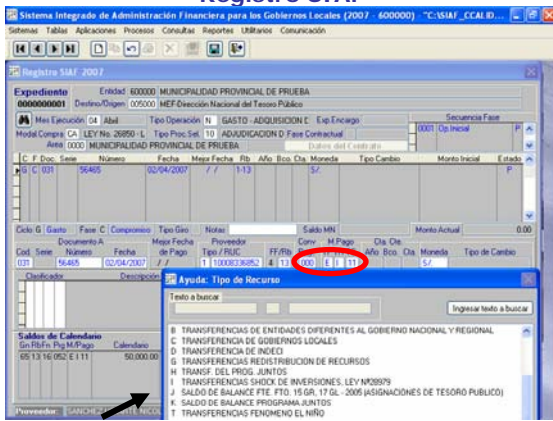 Registro SIAF
Sistema Integrado de Administración Financiera para los Gobiernos Locales (2007 - 600000) - "C:\SIAF_CCALID...
Sistemas Tablas Aplicaciones Procesos Consultas Reportes Utilitarios Comunicación
Registro SIAF 2007
Expediente Entidad 600000 MUNICIPALIDAD PROVINCIAL DE PRUEBA
0000000001 Destino/Origen 005000 MEF-Dirección Nacional del Tesoro Público
Mes Ejecución 04 Abril Tipo Operación N GASTO - ADQUISICION D Exp.Encargo Secuencia Fase
Modal.Compra CA LEY No. 26850 - L Tipo Proc.Sel. 10 ADJUDICACION D Fase Contractual 0001 Op.Inicial P
Area 0000 MUNICIPALIDAD PROVINCIAL DE PRUEBA Datos del Contrato
C F Doc. Serie Número Fecha Mejor Fecha Rb Año Bco. Cta. Moneda Tipo Cambio Monto Inicial Estado
G C 031 56465 02/04/2007 / / 1-13 S/. P
Ciclo G Gasto Fase C Compromiso Tipo Giro Notas Saldo MN Monto Actual 0.00
Documento A Mejor Fecha Proveedor Conv M.Pago Cta. Cte.
Cod. Serie Número Fecha de Pago Tipo / RUC FF/Rb Año Bco Cta Moneda Tipo de Cambio
031 56465 02/04/2007 / / 1 10008336852 4 13 000 E I 11 S/.
Clasificador Descripción
Ayuda: Tipo de Recurso
Texto a buscar
Ingresar texto a buscar
B TRANSFERENCIAS DE ENTIDADES DIFERENTES AL GOBIERNO NACIONAL Y REGIONAL
C TRANSFERENCIA DE GOBIERNOS LOCALES
D TRANSFERENCIA DE INDECI
G TRANSFERENCIAS REDISTRIBUCION DE RECURSOS
H TRANSF. DEL PROG. JUNTOS
I TRANSFERENCIAS SHOCK DE INVERSIONES, LEY Nº28979
J SALDO DE BALANCE FTE. FTO. 15 GR, 17 GL - 2005 (ASIGNACIONES DE TESORO PUBLICO)
K SALDO DE BALANCE PROGRAMA JUNTOS
T TRANSFERENCIAS FENOMENO EL NIÑO
Saldos de Calendario
Gn RbFn Prg M/Pago Calendario
65 13 16 052 E I 11 50,000.00
Proveedor: NICOL